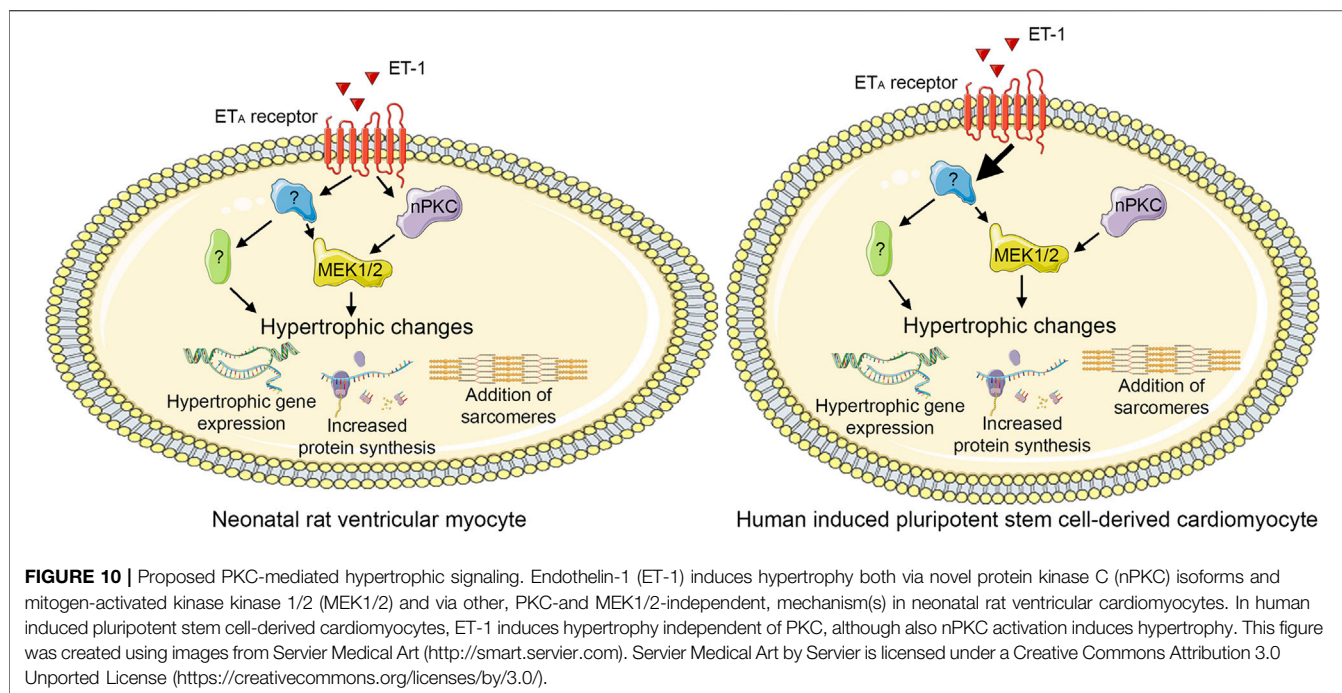 ET-1
ETA receptor
?
nPKC
?
MEK1/2
Hypertrophic changes
Hypertrophic gene
expression
Increased
protein synthesis
Addition of
sarcomeres
Neonatal rat ventricular myocyte
ET-1
ETA receptor
?
nPKC
?
MEK1/2
Hypertrophic changes
Hypertrophic gene
expression
Increased
protein synthesis
Addition of
sarcomeres
Human induced pluripotent stem cell-derived cardiomyocyte
FIGURE 10 | Proposed PKC-mediated hypertrophic signaling. Endothelin-1 (ET-1) induces hypertrophy both via novel protein kinase C (nPKC) isoforms and
mitogen-activated kinase kinase 1/2 (MEK1/2) and via other, PKC-and MEK1/2-independent, mechanism(s) in neonatal rat ventricular cardiomyocytes. In human
induced pluripotent stem cell-derived cardiomyocytes, ET-1 induces hypertrophy independent of PKC, although also nPKC activation induces hypertrophy. This figure
was created using images from Servier Medical Art (http://smart.servier.com). Servier Medical Art by Servier is licensed under a Creative Commons Attribution 3.0
Unported License (https://creativecommons.org/licenses/by/3.0/).